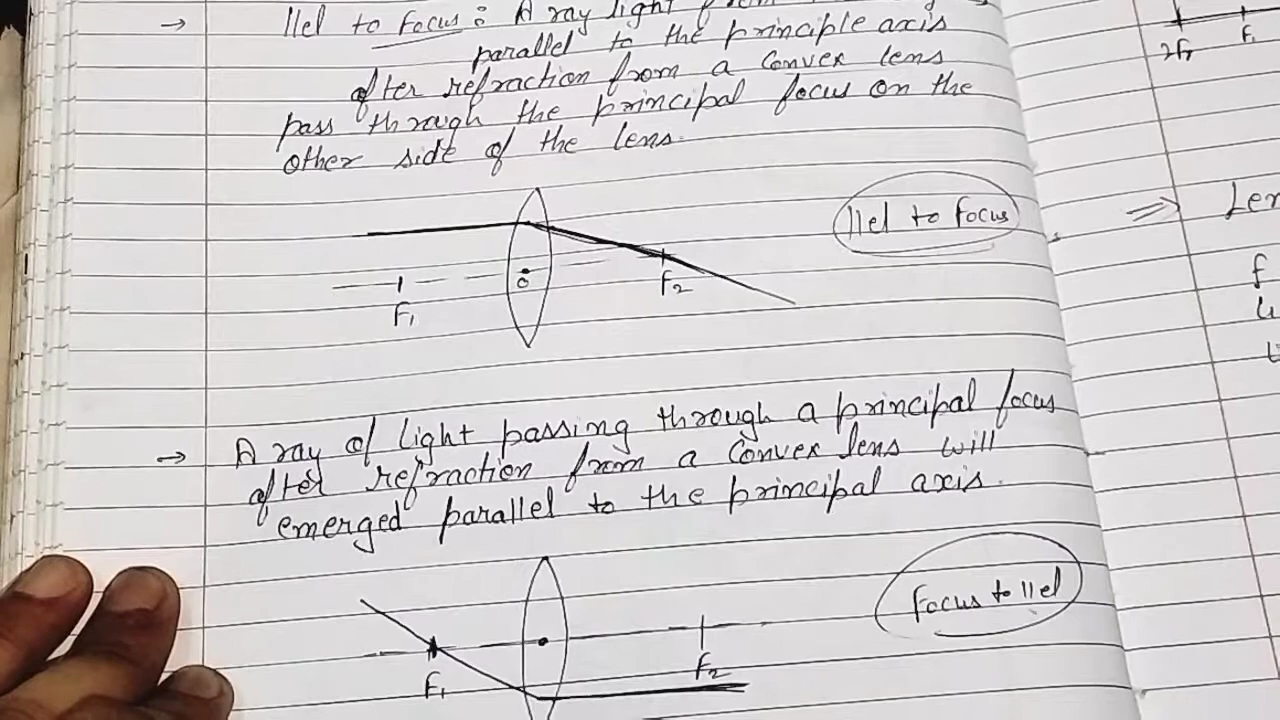 → llel to Focus : A ray light
parallel to the principle axis
after refraction from a Convex lens
pass through the principal focus on the
other side of the lens.
llel to focus
O
F₁
F₂
→ A ray of light passing through a principal focus
after refraction from a Convex lens will
emerged parallel to the principal axis.
Focus to llel
F₁
F₂
2F₁
F₁
⇒
f
u